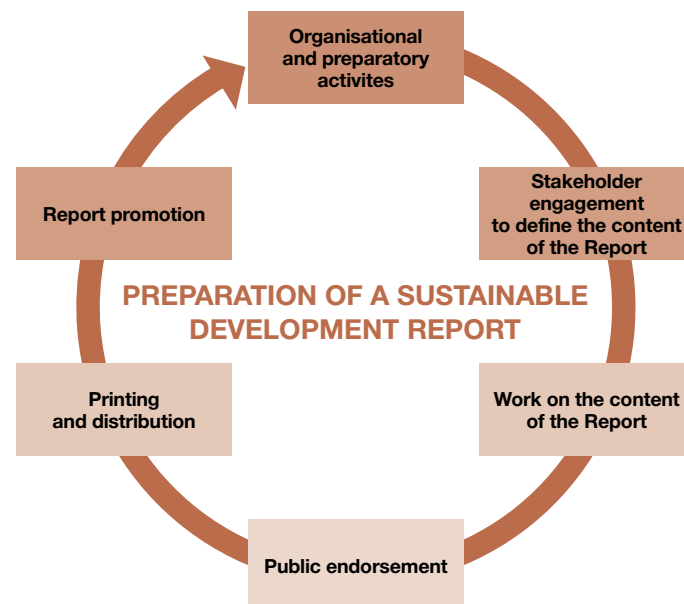 Organisational
and preparatory
activites
Stakeholder
engagement
to define the content
of the Report
Report promotion
PREPARATION OF A SUSTAINABLE
DEVELOPMENT REPORT
Work on the content
of the Report
Printing
and distribution
Public endorsement